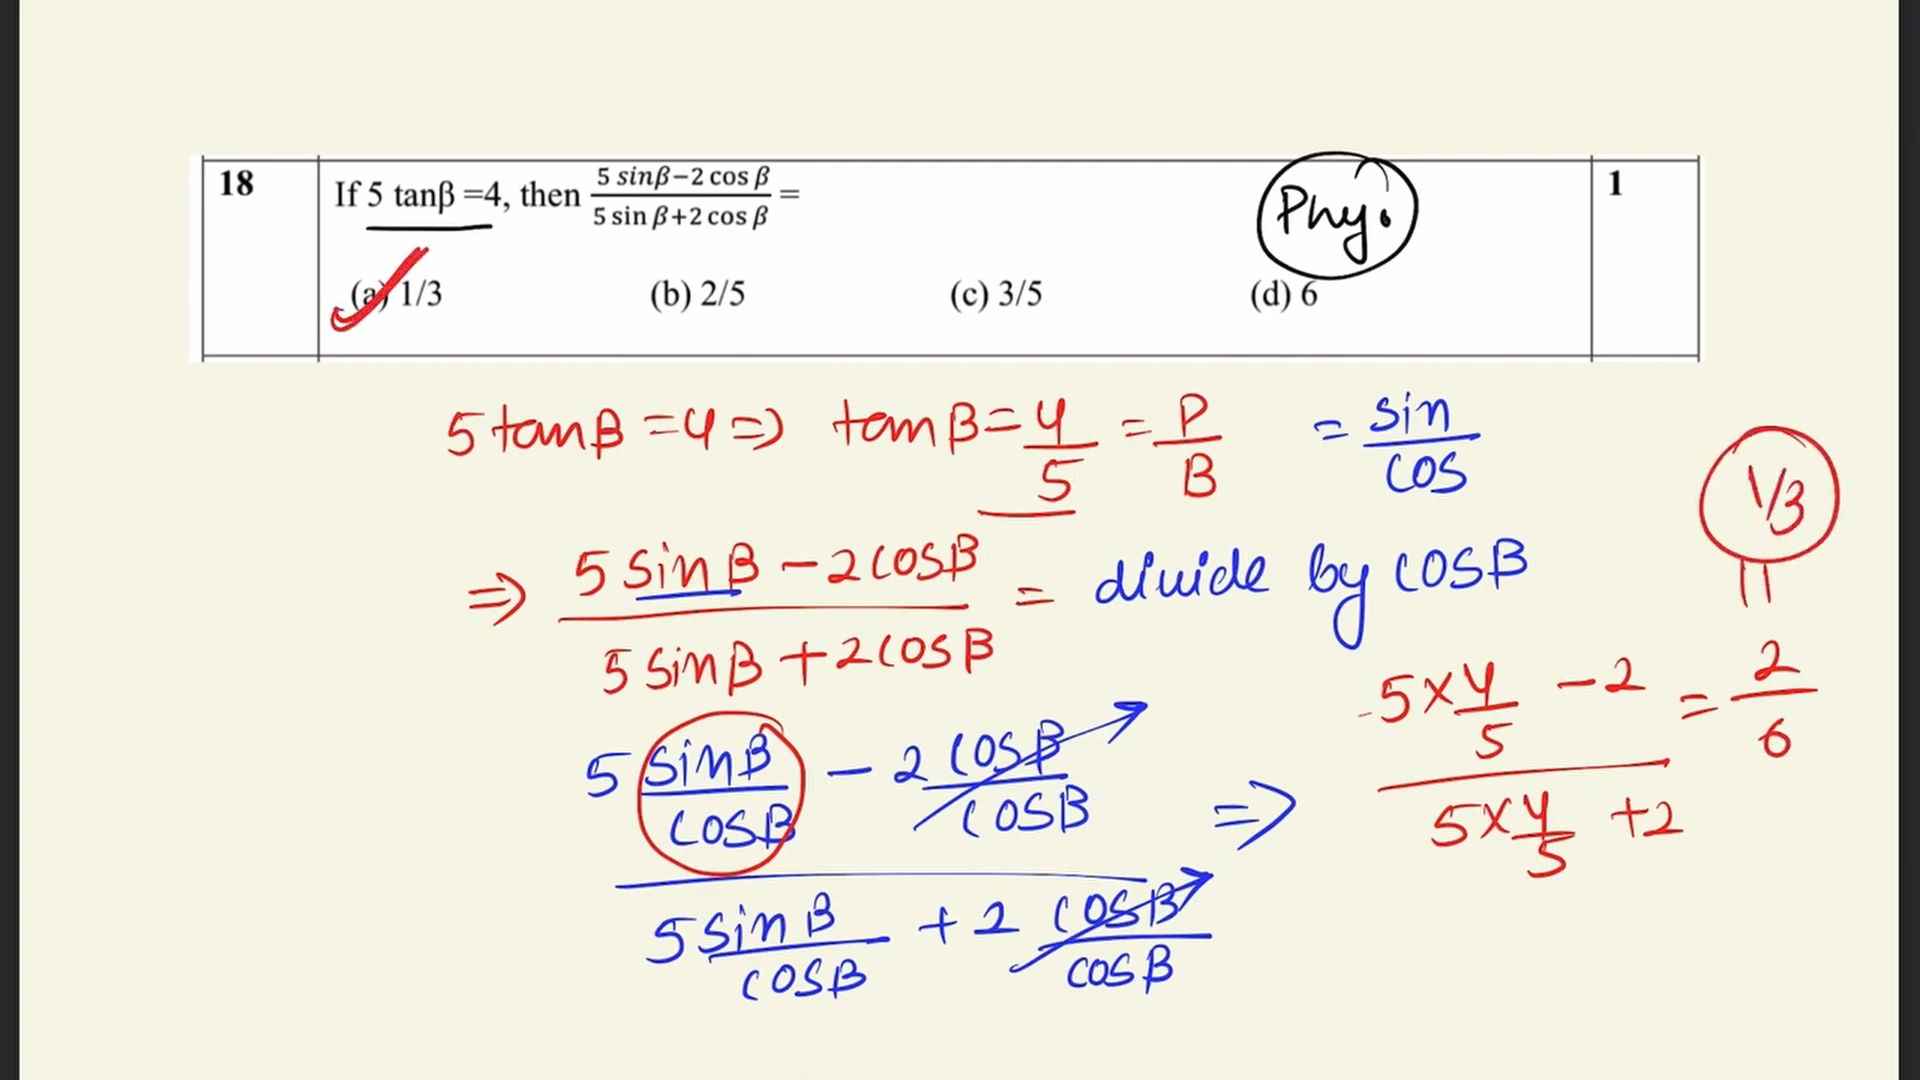 18 If 5 tanβ =4, then (5 sinβ−2 cos β)/(5 sin β+2 cos β) = Phy. 1
(a) 1/3 (b) 2/5 (c) 3/5 (d) 6
5 tanβ = 4 ⇒ tanβ = 4/5 = P/B = sin/cos
1/3
⇒ (5 sinβ − 2cosβ)/(5 sinβ + 2cosβ) = divide by cosβ
(5 sinβ/cosβ − 2 cosβ/cosβ)/(5 sinβ/cosβ + 2 cosβ/cosβ) ⇒ (5×4/5 − 2)/(5×4/5 + 2) = 2/6